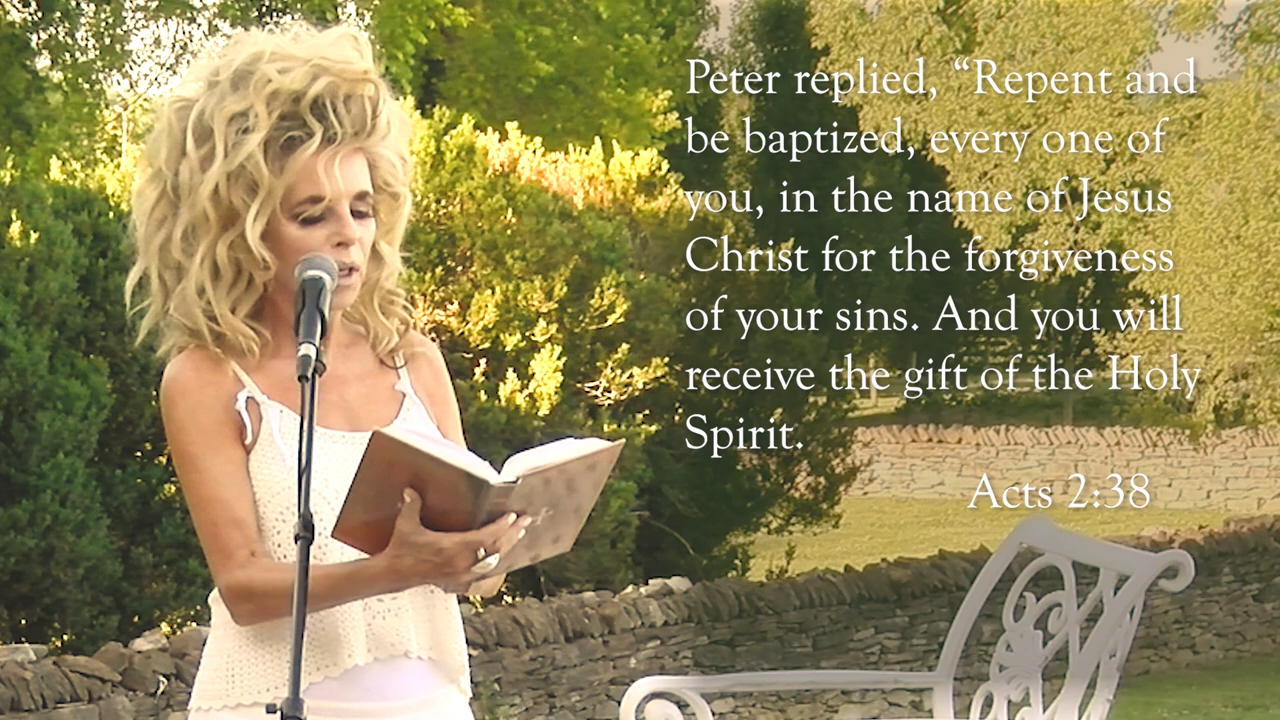 Peter replied, “Repent and
be baptized, every one of
you, in the name of Jesus
Christ for the forgiveness
of your sins. And you will
receive the gift of the Holy
Spirit.
Acts 2:38